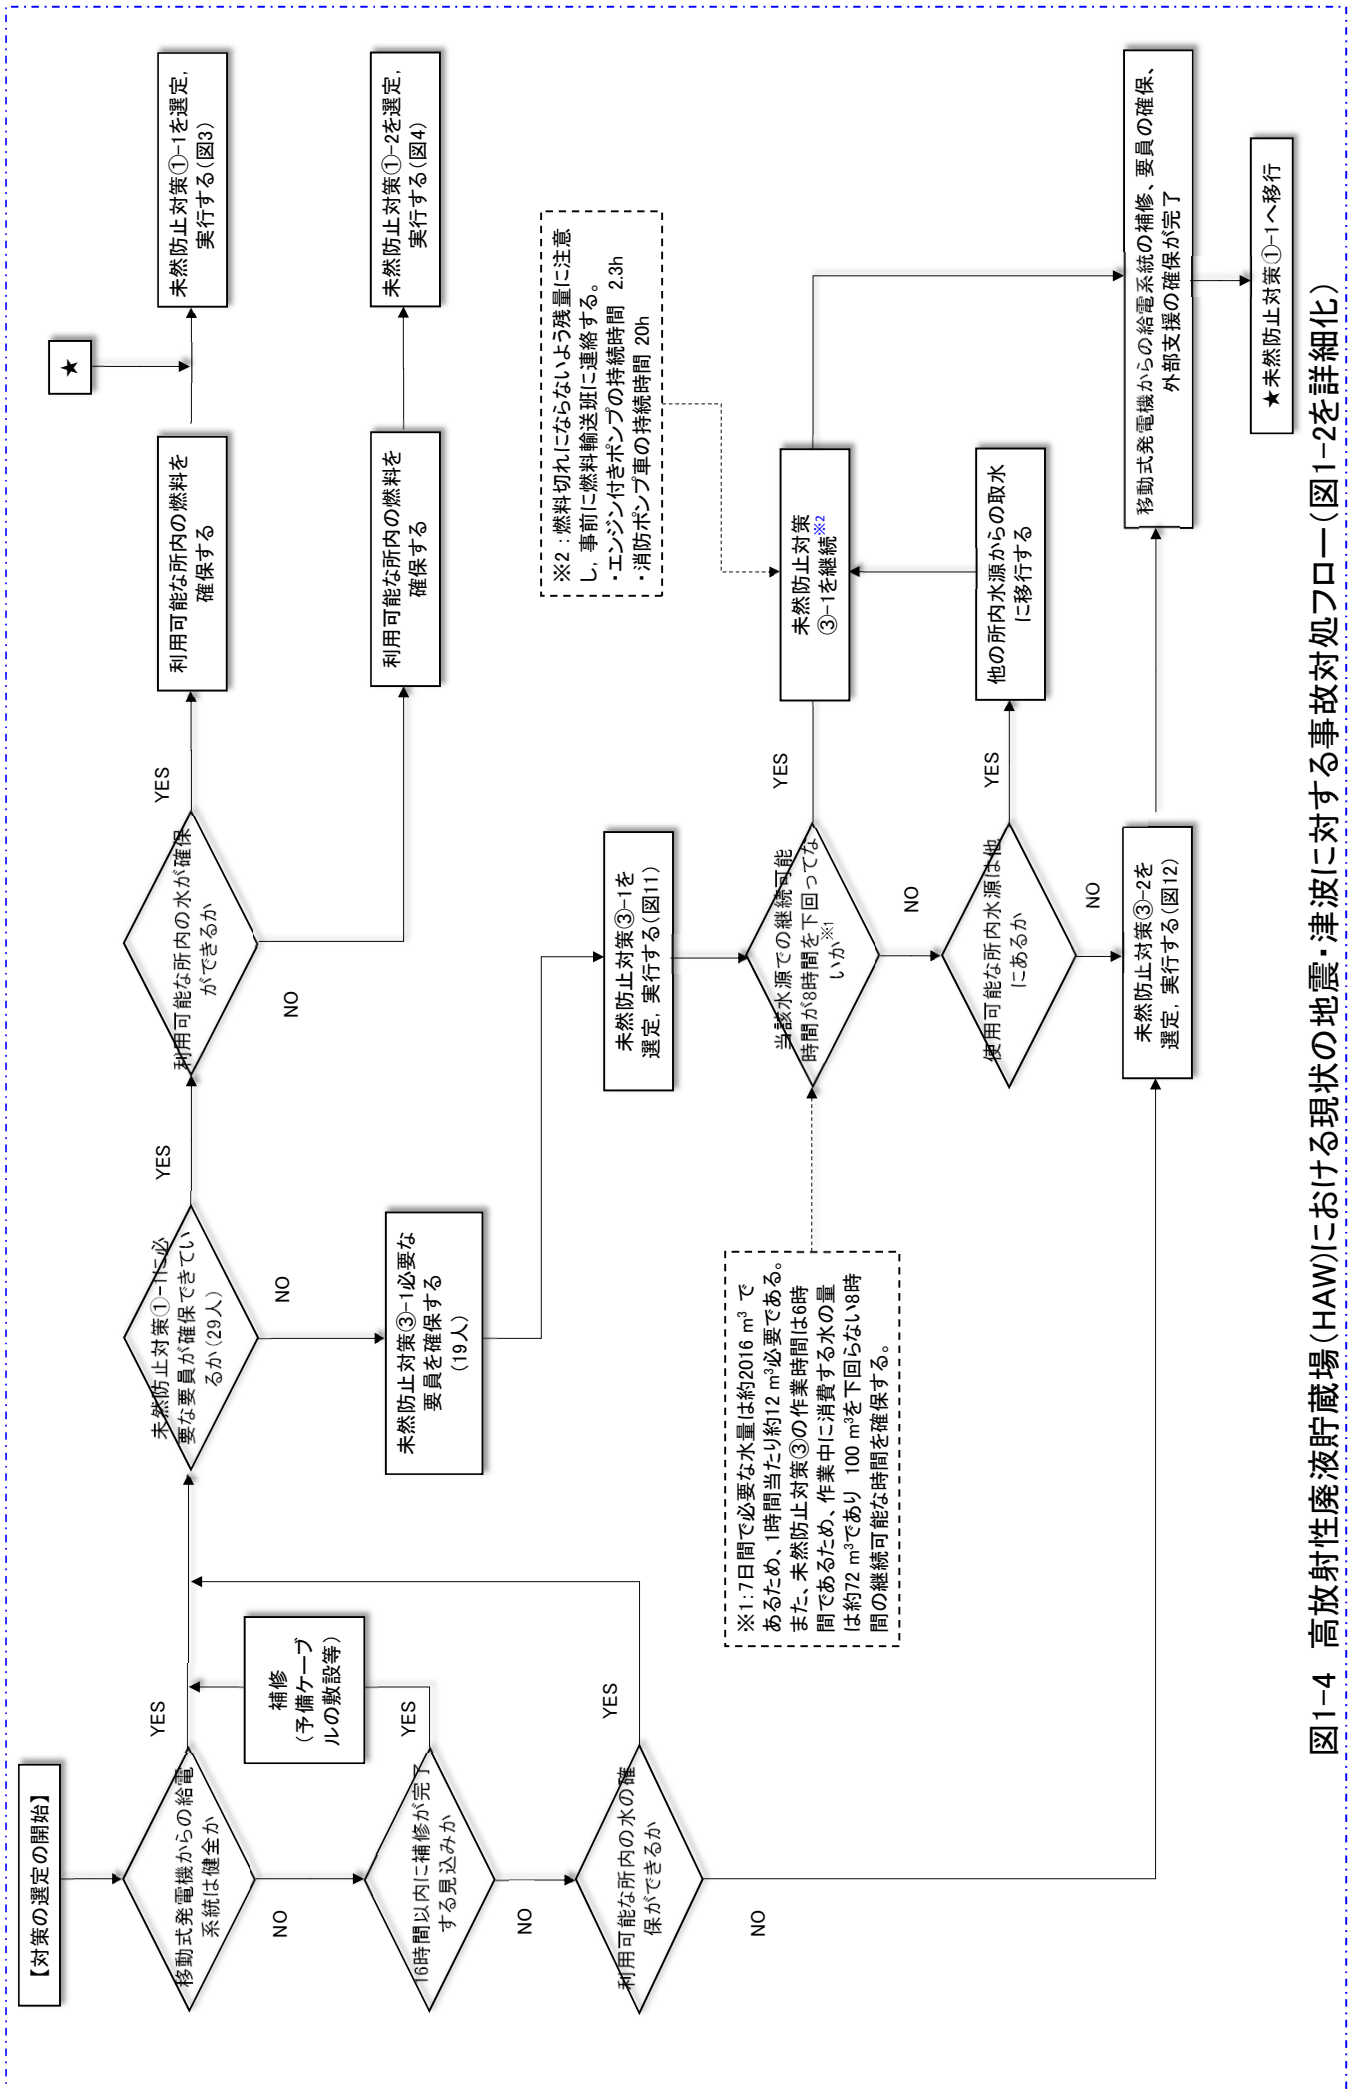 【対策の選定の開始】
移動式発電機からの給電
系統は健全か
YES
NO
16時間以内に補修が完了
する見込みか
YES
NO
補修
(予備ケーブ
ルの敷設等)
利用可能な所内の水の確
保ができるか
YES
NO
未然防止対策①-1に必
要な要員が確保できてい
るか(29人)
YES
NO
未然防止対策③-1必要な
要員を確保する
(19人)
利用可能な所内の水が確保
ができるか
YES
NO
利用可能な所内の燃料を
確保する
★
未然防止対策①-1を選定,
実行する(図3)
利用可能な所内の燃料を
確保する
未然防止対策①-2を選定,
実行する(図4)
未然防止対策③-1を
選定, 実行する(図11)
※1:7日間で必要な水量は約2016 m³ で
あるため、1時間当たり約12 m³必要である。
また、未然防止対策③の作業時間は6時
間であるため、作業中に消費する水の量
は約72 m³であり 100 m³を下回らない8時
間の継続可能な時間を確保する。
当該水源での継続可能
時間が8時間を下回ってな
いか※1
YES
NO
※2 : 燃料切れにならないよう残量に注意
し, 事前に燃料輸送班に連絡する。
・エンジン付きポンプの持続時間 2.3h
・消防ポンプ車の持続時間 20h
未然防止対策
③-1を継続※2
使用可能な所内水源は他
にあるか
YES
NO
他の所内水源からの取水
に移行する
未然防止対策③-2を
選定, 実行する(図12)
移動式発電機からの給電系統の補修、要員の確保、
外部支援の確保が完了
★未然防止対策①-1へ移行
図1-4 高放射性廃液貯蔵場(HAW)における現状の地震・津波に対する事故対処フロー(図1-2を詳細化)